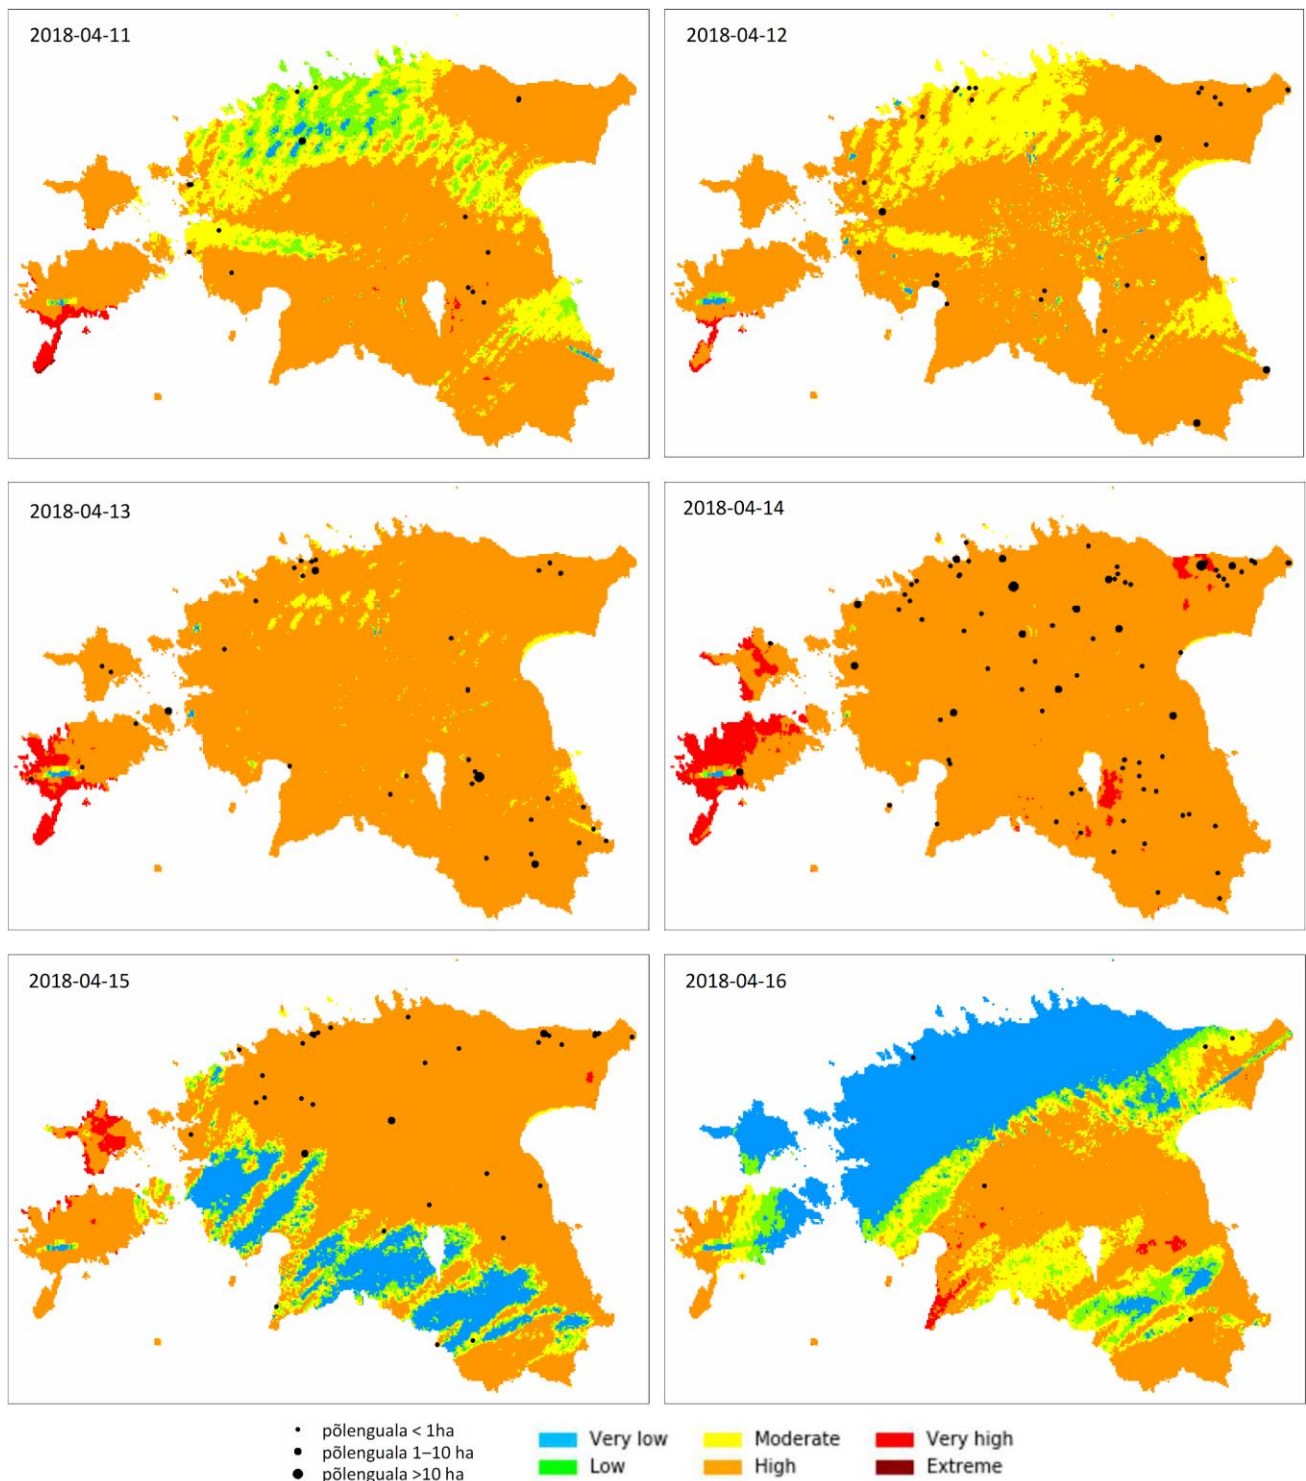 2018-04-11
2018-04-12
2018-04-13
2018-04-14
2018-04-15
2018-04-16
põlenguala < 1ha
põlenguala 1–10 ha
põlenguala >10 ha
Very low
Low
Moderate
High
Very high
Extreme